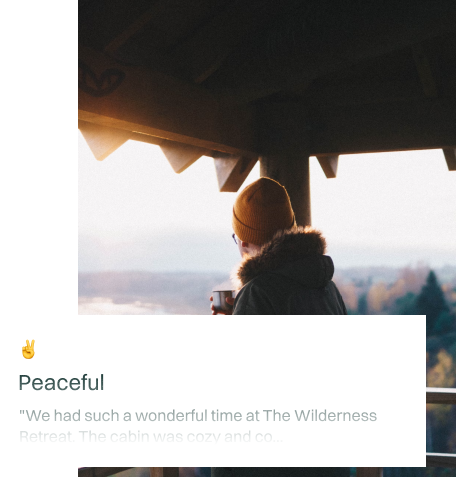 ✌️
Peaceful
"We had such a wonderful time at The Wilderness
Retreat. The cabin was cozy and co...